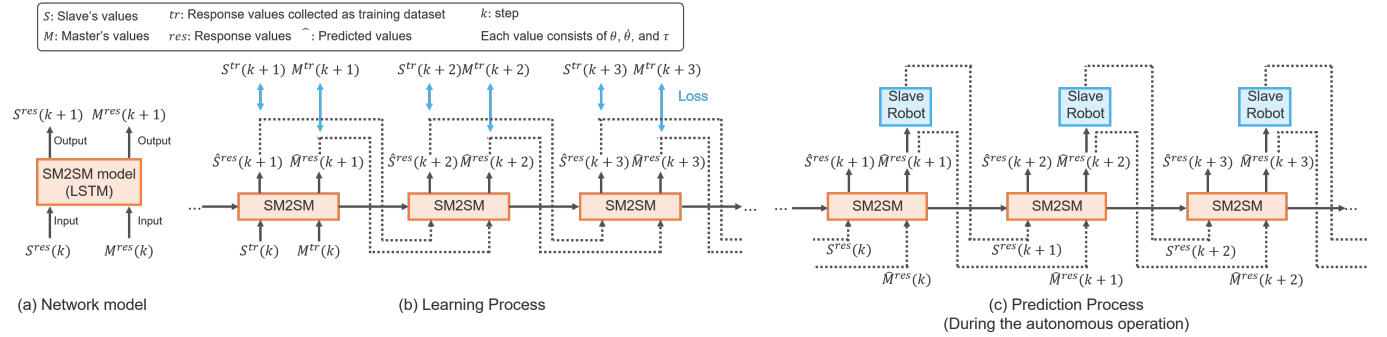 S: Slave's values tr: Response values collected as training dataset k: step
M: Master's values res: Response values ^: Predicted values Each value consists of θ, θ̇, and τ
S^{res}(k+1) M^{res}(k+1)
Output Output
SM2SM model
(LSTM)
Input Input
S^{res}(k) M^{res}(k)
(a) Network model
S^{tr}(k+1) M^{tr}(k+1) S^{tr}(k+2) M^{tr}(k+2) S^{tr}(k+3) M^{tr}(k+3)
Loss
Ŝ^{res}(k+1) M̂^{res}(k+1) Ŝ^{res}(k+2) M̂^{res}(k+2) Ŝ^{res}(k+3) M̂^{res}(k+3)
... SM2SM SM2SM SM2SM ...
S^{tr}(k) M^{tr}(k)
(b) Learning Process
Slave Slave Slave
Robot Robot Robot
Ŝ^{res}(k+1) M̂^{res}(k+1) Ŝ^{res}(k+2) M̂^{res}(k+2) Ŝ^{res}(k+3) M̂^{res}(k+3)
... SM2SM SM2SM SM2SM ...
S^{res}(k) S^{res}(k+1) S^{res}(k+2)
M̂^{res}(k) M̂^{res}(k+1) M̂^{res}(k+2)
(c) Prediction Process
(During the autonomous operation)